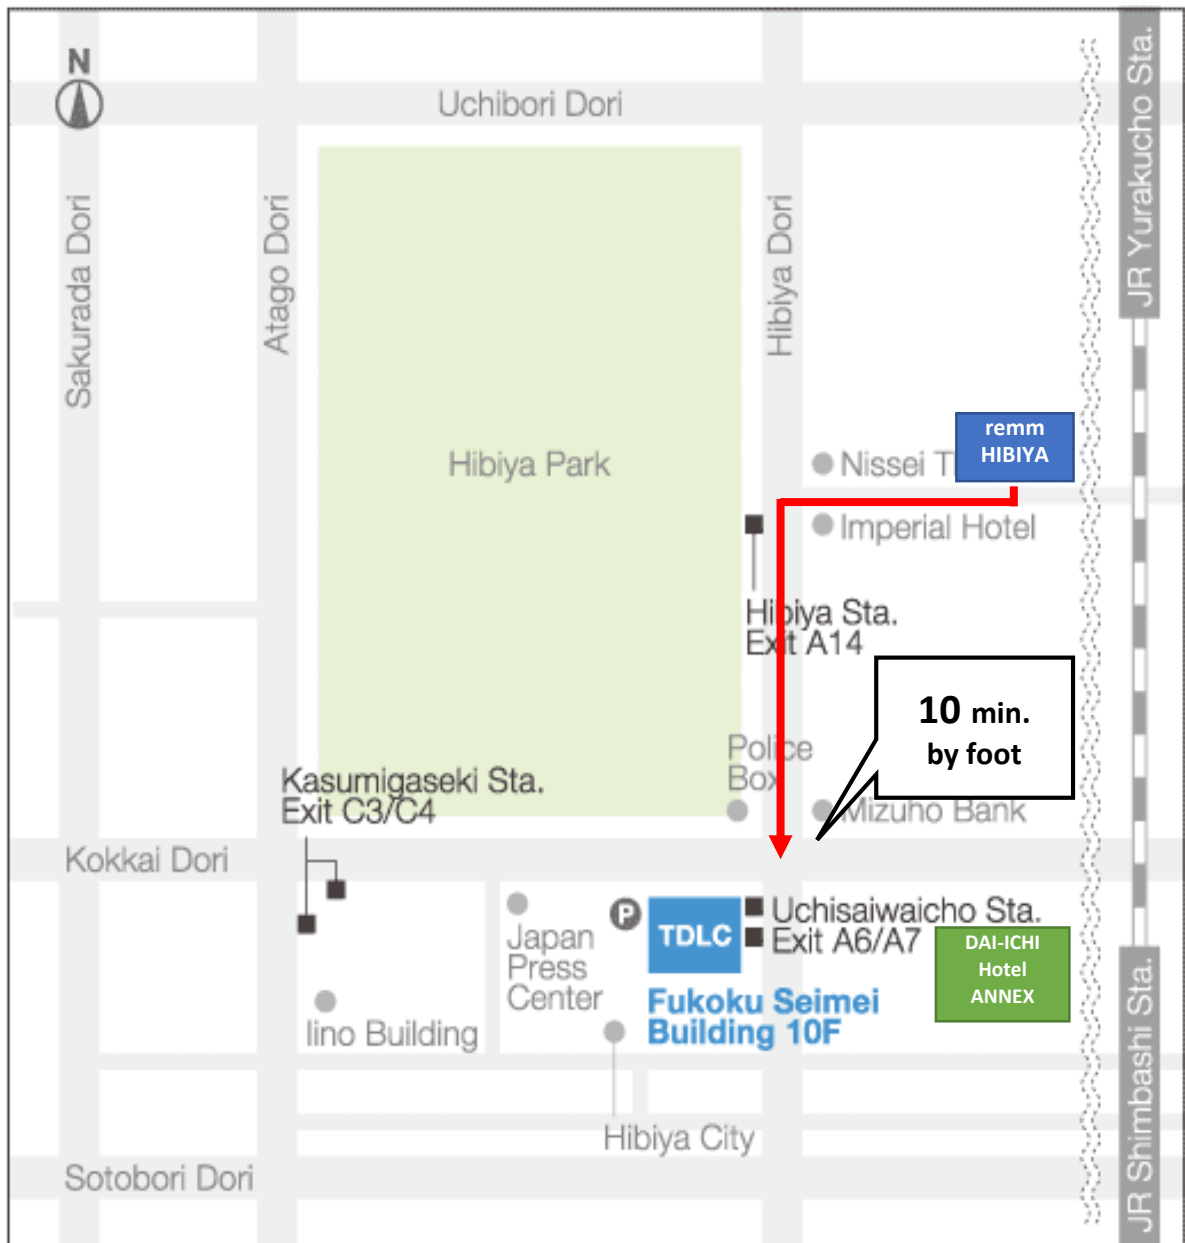 N
Uchibori Dori
JR Yurakucho Sta.
Sakurada Dori
Atago Dori
Hibiya Dori
remm
HIBIYA
Hibiya Park
Nissei
Imperial Hotel
Hibiya Sta.
Exit A14
10 min.
by foot
Police
Box
Kasumigaseki Sta.
Exit C3/C4
Mizuho Bank
Kokkai Dori
P
TDLC
Uchisaiwaicho Sta.
Exit A6/A7
Japan
Press
Center
DAI-ICHI
Hotel
ANNEX
Fukoku Seimei
Building 10F
Iino Building
JR Shimbashi Sta.
Hibiya City
Sotobori Dori